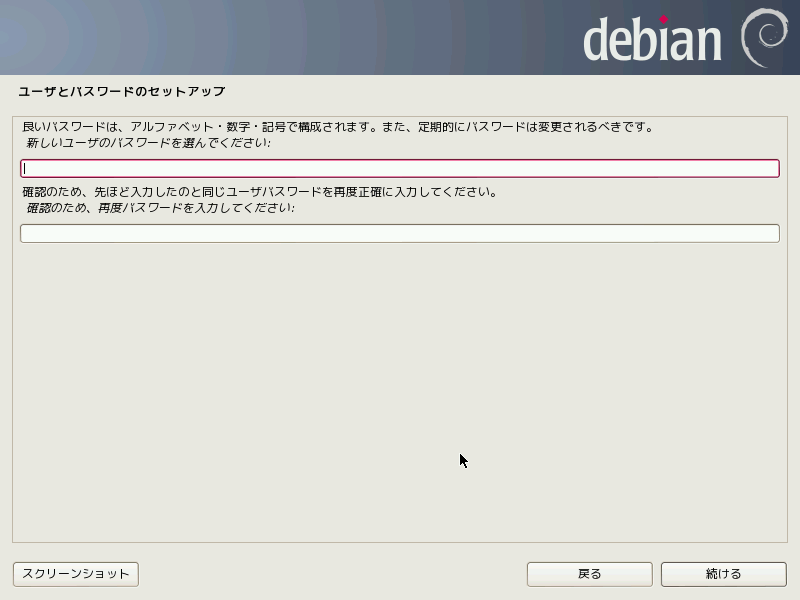 debian
ユーザとパスワードのセットアップ
良いパスワードは、アルファベット・数字・記号で構成されます。また、定期的にパスワードは変更されるべきです。
新しいユーザのパスワードを選んでください:
確認のため、先ほど入力したのと同じユーザパスワードを再度正確に入力してください。
確認のため、再度パスワードを入力してください:
スクリーンショット
戻る
続ける